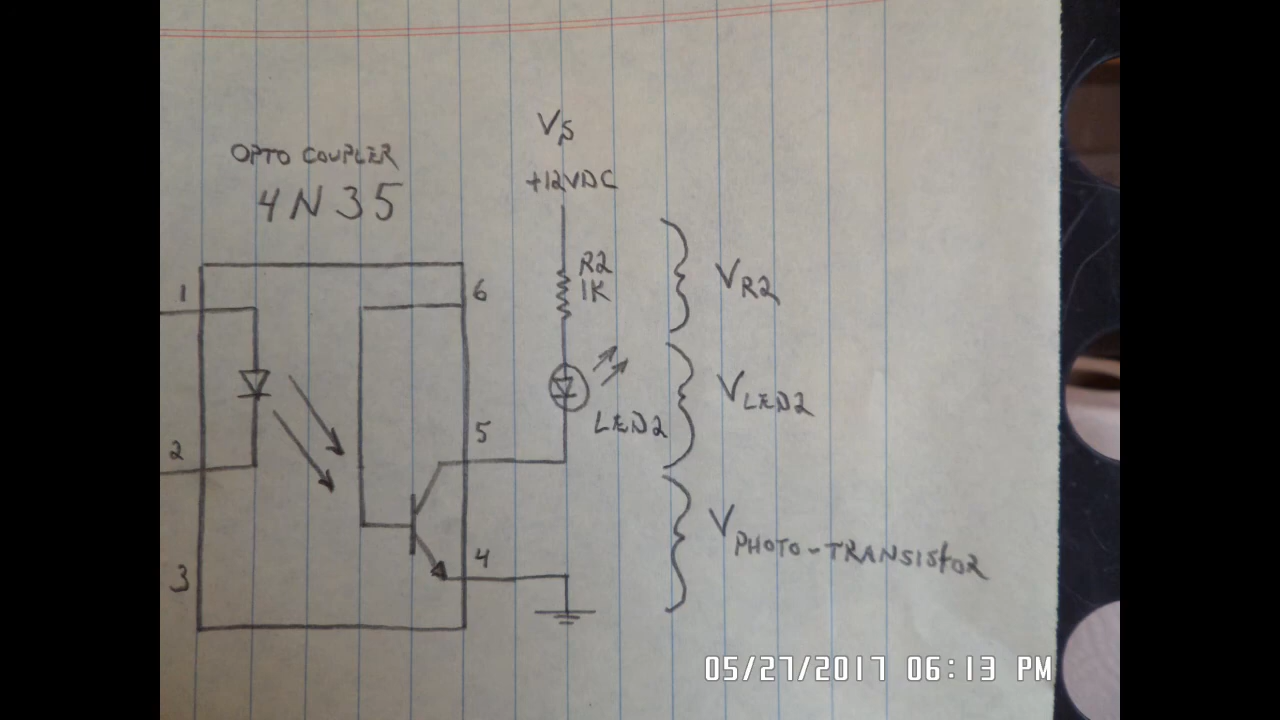 OPTO COUPLER
4N35
1
2
3
6
5
4
VS
+12VDC
R2
1K
LED2
VR2
VLED2
VPHOTO-TRANSISTOR
05/27/2017 06:13 PM